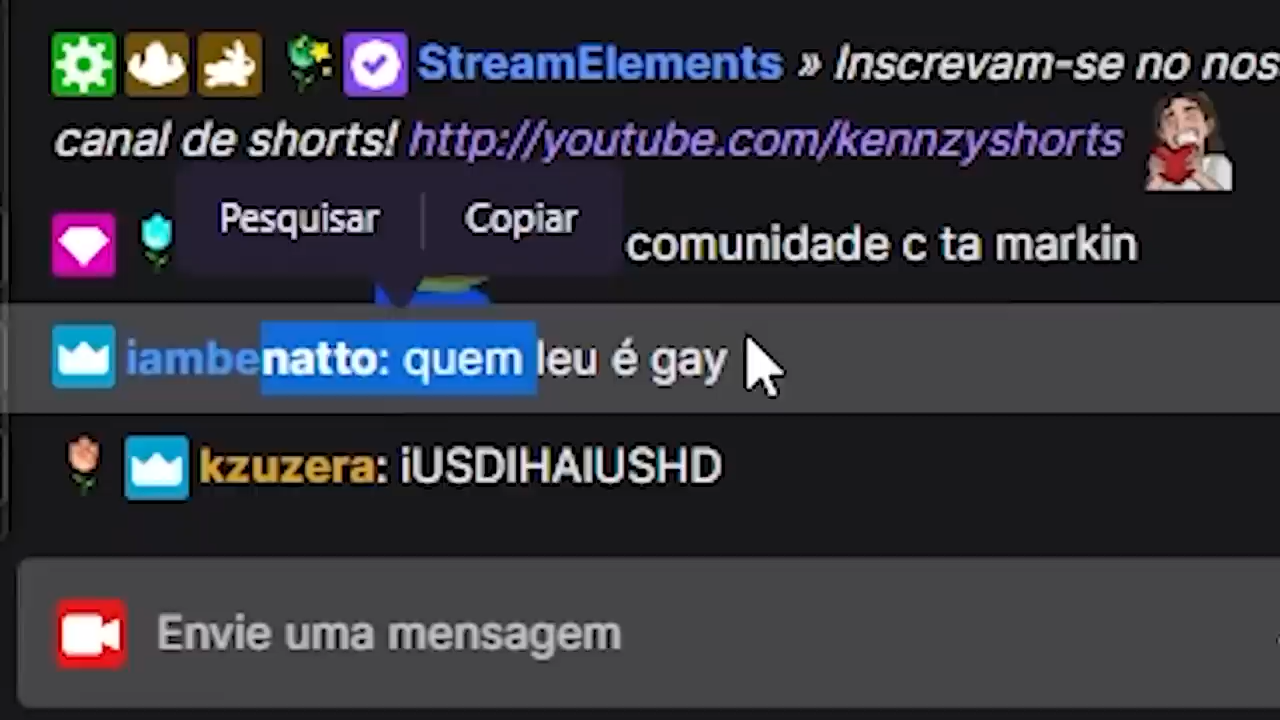 StreamElements » Inscrevam-se no nos
canal de shorts! http://youtube.com/kennzyshorts
Pesquisar Copiar
comunidade c ta markin
iambenatto: quem leu é gay
kzuzera: iUSDIHAIUSHD
Envie uma mensagem